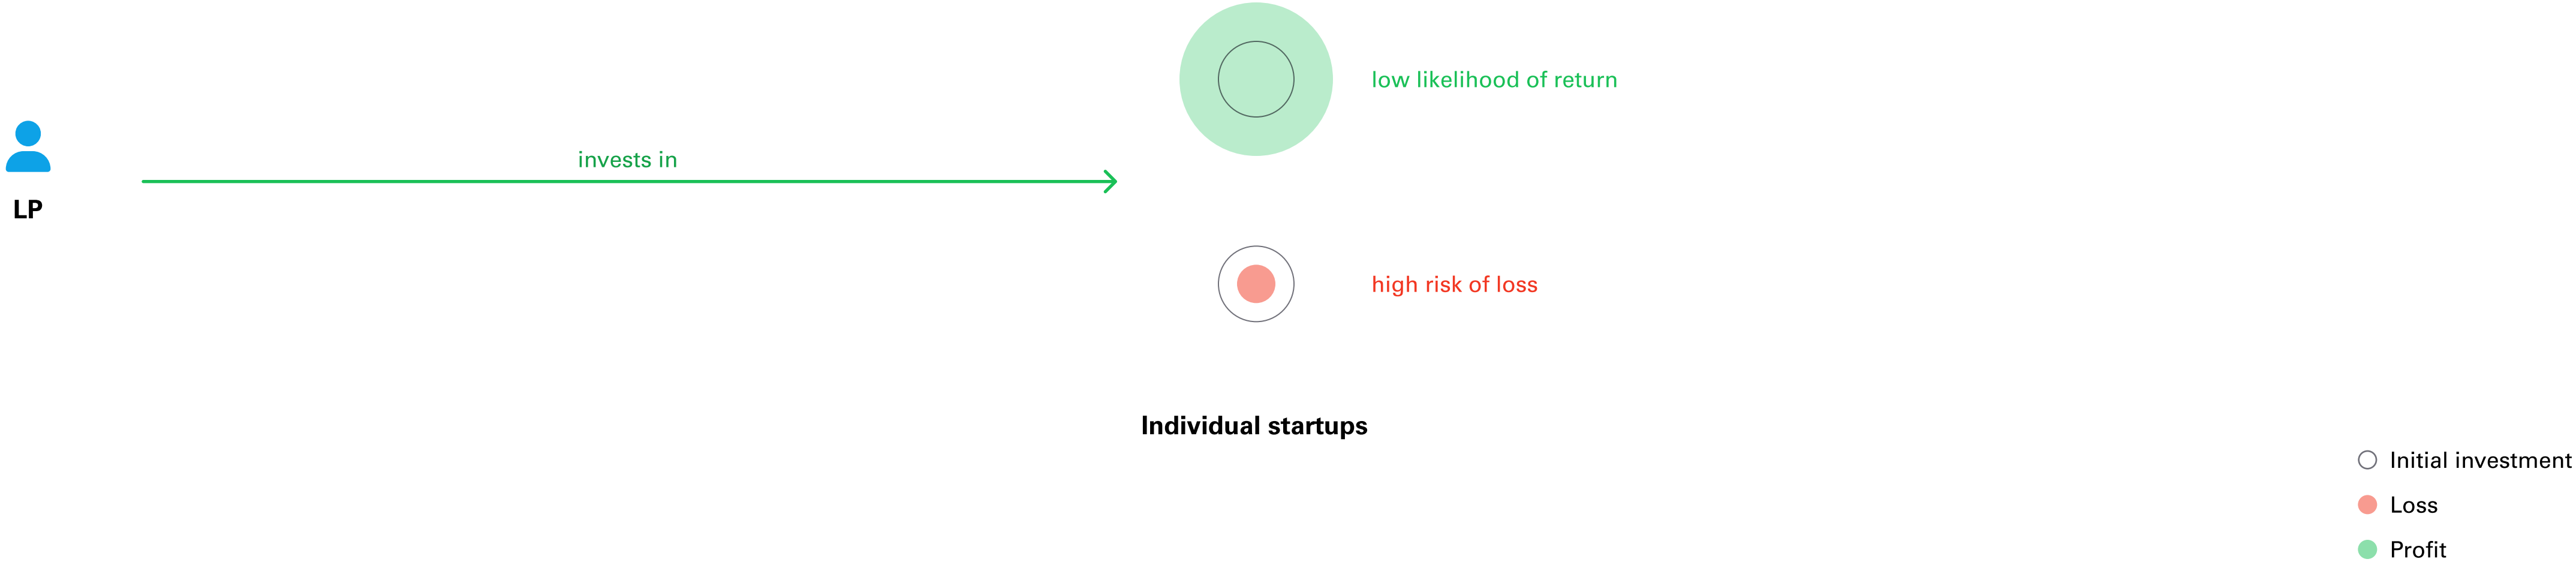 low likelihood of return
invests in
LP
high risk of loss
Individual startups
Initial investment
Loss
Profit